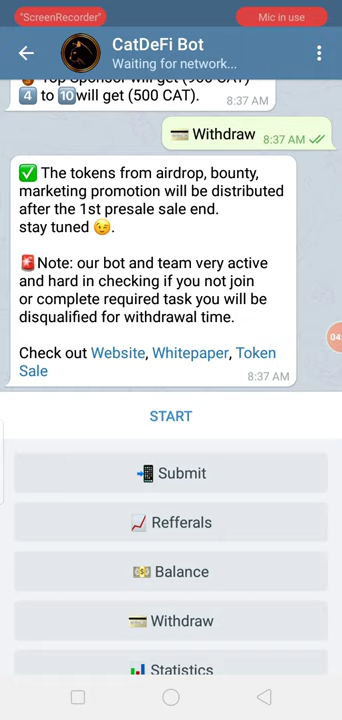 "ScreenRecorder"
Mic in use
CatDeFi Bot
Waiting for network...
4 to 10 will get (500 CAT).
8:37 AM
Withdraw
8:37 AM
The tokens from airdrop, bounty,
marketing promotion will be distributed
after the 1st presale sale end.
stay tuned 😉.
Note: our bot and team very active
and hard in checking if you not join
or complete required task you will be
disqualified for withdrawal time.
Check out Website, Whitepaper, Token
Sale
8:37 AM
START
Submit
Refferals
Balance
Withdraw
Statistics